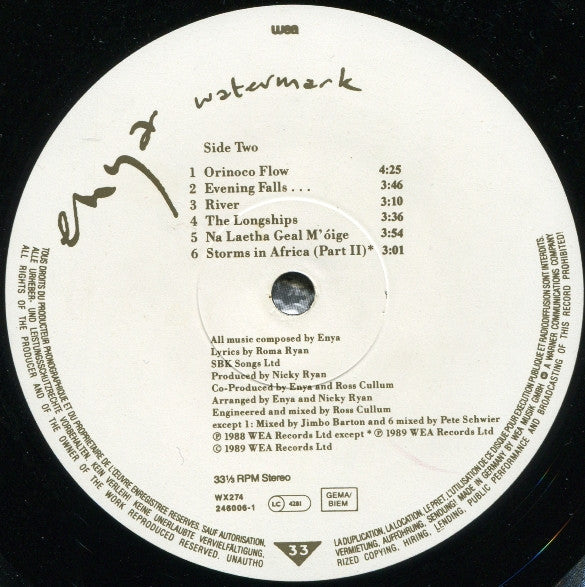 wea
enya watermark
Side Two
1 Orinoco Flow 4:25
2 Evening Falls . . . 3:46
3 River 3:10
4 The Longships 3:36
5 Na Laetha Geal M'óige 3:54
6 Storms in Africa (Part II)* 3:01
All music composed by Enya
Lyrics by Roma Ryan
SBK Songs Ltd
Produced by Nicky Ryan
Co-Produced by Enya and Ross Cullum
Arranged by Enya and Nicky Ryan
Engineered and mixed by Ross Cullum
except 1: Mixed by Jimbo Barton and 6 mixed by Pete Schwier
Ⓟ 1988 WEA Records Ltd except * Ⓟ 1989 WEA Records Ltd
© 1989 WEA Records Ltd
33⅓ RPM Stereo
WX274
246006-1
LC 4281
GEMA/
BIEM
33
TOUS DROITS DU PRODUCTEUR PHONOGRAPHIQUE ET DU PROPRIETAIRE DE L'ŒUVRE ENREGISTREE RESERVES SAUF AUTORISATION,
LA DUPLICATION, LA LOCATION, LE PRET, L'UTILISATION DE CE DISQUE POUR EXECUTION PUBLIQUE ET RADIODIFFUSION SONT INTERDITS.
ALLE URHEBER- UND LEISTUNGSSCHUTZRECHTE VORBEHALTEN. KEIN VERLEIH! KEINE UNERLAUBTE VERVIELFÄLTIGUNG,
VERMIETUNG, AUFFÜHRUNG, SENDUNG! MADE IN GERMANY BY WEA MUSIK GMBH A WARNER COMMUNICATIONS COMPANY
ALL RIGHTS OF THE PRODUCER AND OF THE OWNER OF THE WORK REPRODUCED RESERVED. UNAUTHO
RIZED COPYING, HIRING, LENDING, PUBLIC PERFORMANCE AND BROADCASTING OF THIS RECORD PROHIBITED!